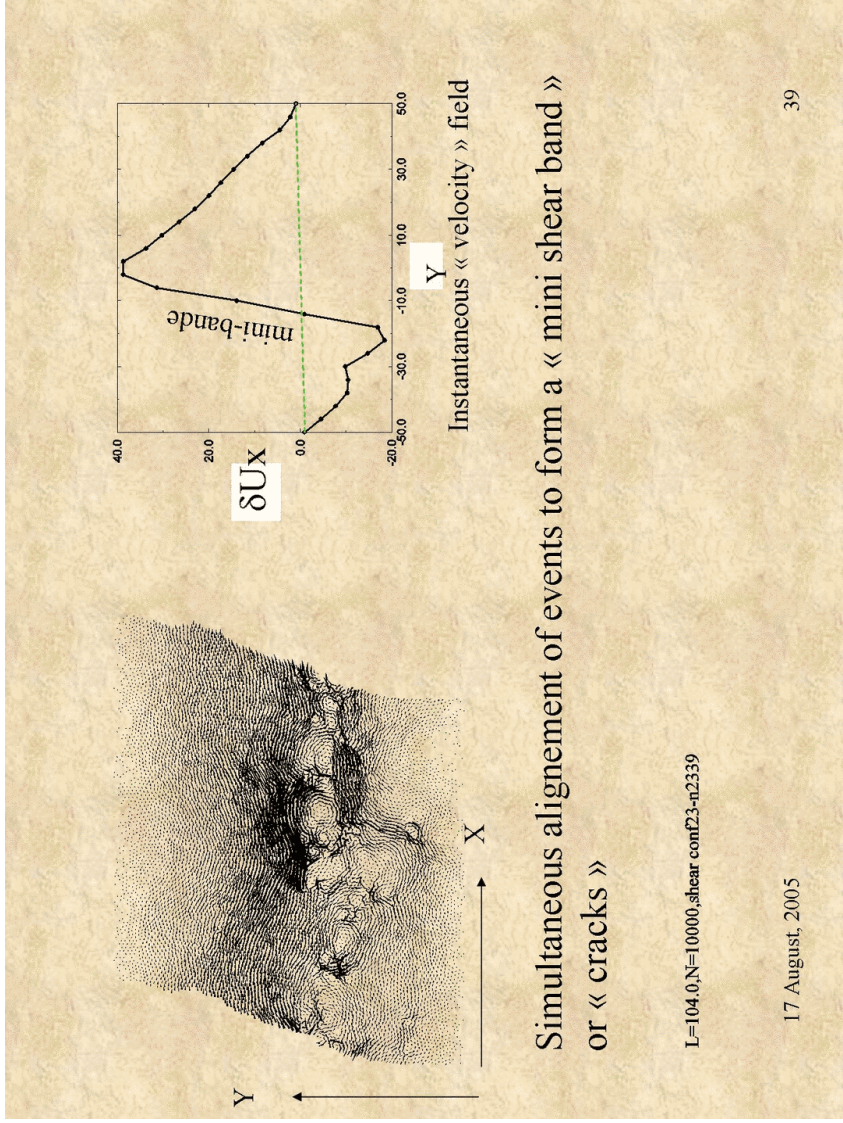 Y
X
40.0
20.0
0.0
-20.0
δUx
mini-bande
-50.0
-30.0
-10.0
10.0
30.0
50.0
Y
Instantaneous « velocity » field
Simultaneous alignement of events to form a « mini shear band »
or « cracks »
L=104.0,N=10000,shear conf23-n2339
17 August, 2005
39